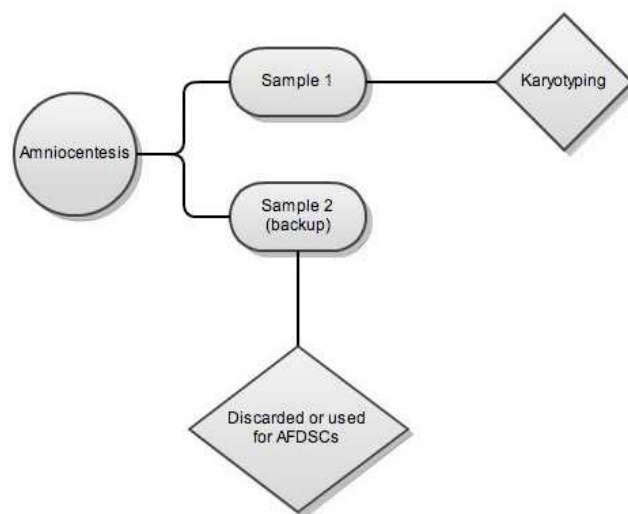 Amniocentesis
Sample 1
Karyotyping
Sample 2
(backup)
Discarded or used
for AFDSCs